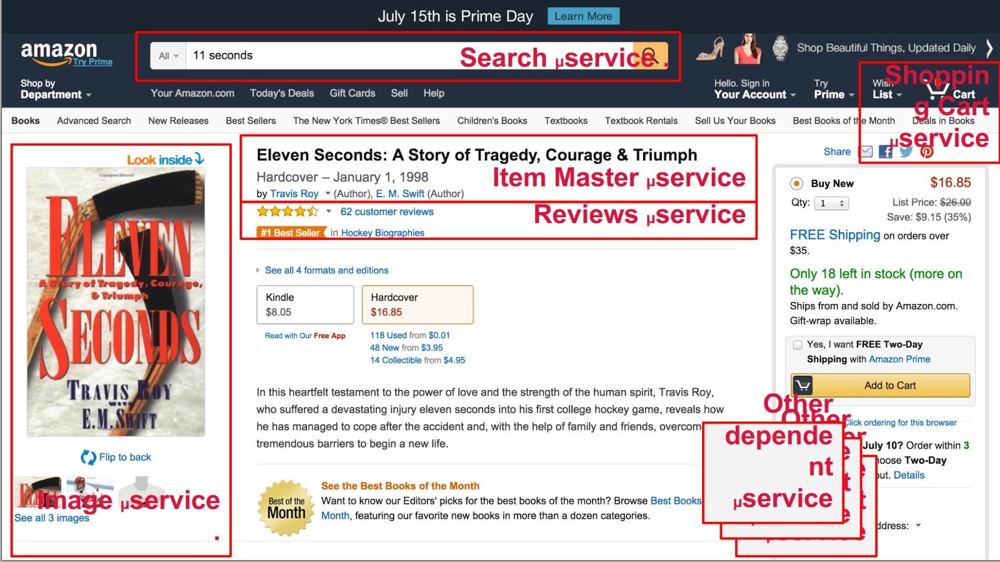 July 15th is Prime Day Learn More
amazon
Try Prime
All 11 seconds
Search µservice .
Shop Beautiful Things, Updated Daily
Shop by
Department
Your Amazon.com Today's Deals Gift Cards Sell Help
Hello. Sign in
Your Account
Try
Prime
Wish
List
Cart
Shoppin
g Cart
µservice
Books Advanced Search New Releases Best Sellers The New York Times® Best Sellers Children's Books Textbooks Textbook Rentals Sell Us Your Books Best Books of the Month Deals in Books
Look inside
Copyrighted Material
ELEVEN
A Story of Tragedy, Courage,
& Triumph
SECONDS
TRAVIS ROY
WITH
E.M. SWIFT
Flip to back
Image µservice
.
See all 3 images
Eleven Seconds: A Story of Tragedy, Courage & Triumph
Hardcover – January 1, 1998
Item Master µservice
by Travis Roy (Author), E. M. Swift (Author)
62 customer reviews
Reviews µservice
#1 Best Seller in Hockey Biographies
See all 4 formats and editions
Kindle
$8.05
Hardcover
$16.85
Read with Our Free App
118 Used from $0.01
48 New from $3.95
14 Collectible from $4.95
In this heartfelt testament to the power of love and the strength of the human spirit, Travis Roy,
who suffered a devastating injury eleven seconds into his first college hockey game, reveals how
he has managed to cope after the accident and, with the help of family and friends, overcome
tremendous barriers to begin a new life.
Best of the
Month
See the Best Books of the Month
Want to know our Editors' picks for the best books of the month? Browse Best Books
Month, featuring our favorite new books in more than a dozen categories.
Share
Buy New $16.85
Qty: 1 List Price: $26.00
Save: $9.15 (35%)
FREE Shipping on orders over
$35.
Only 18 left in stock (more on
the way).
Ships from and sold by Amazon.com.
Gift-wrap available.
Yes, I want FREE Two-Day
Shipping with Amazon Prime
Add to Cart
Click ordering for this browser
July 10? Order within 3
Two-Day
Details
Other
depende
nt
µservice
Other